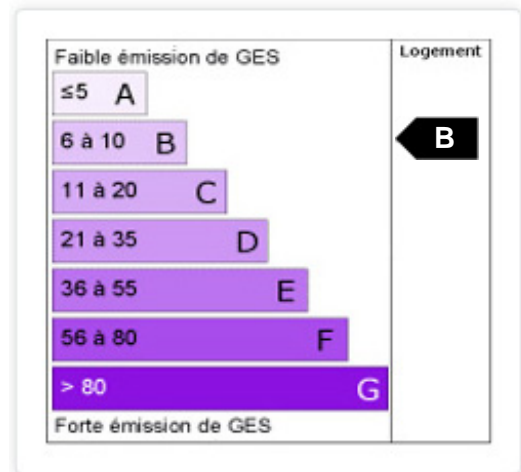 Faible émission de GES
Logement
≤5 A
6 à 10 B
B
11 à 20 C
21 à 35 D
36 à 55 E
56 à 80 F
> 80 G
Forte émission de GES